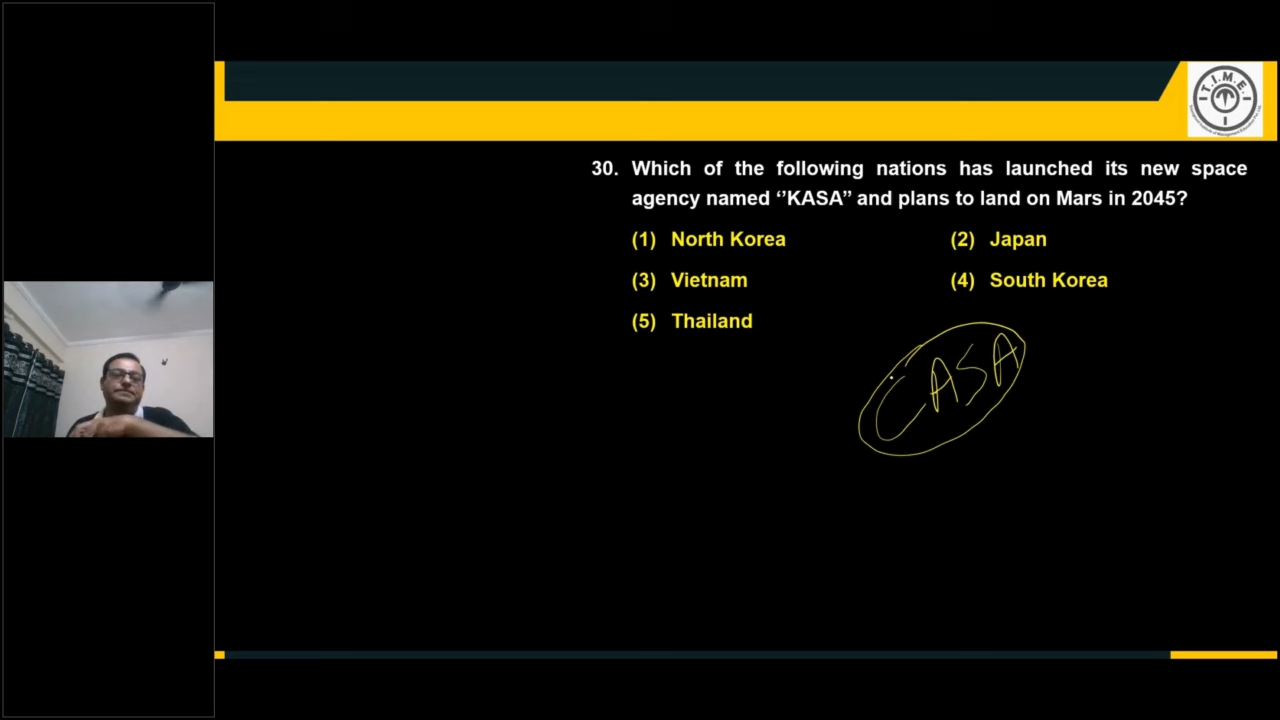 T.I.M.E.
30. Which of the following nations has launched its new space
agency named ‘’KASA’’ and plans to land on Mars in 2045?
(1) North Korea
(2) Japan
(3) Vietnam
(4) South Korea
(5) Thailand
CASA